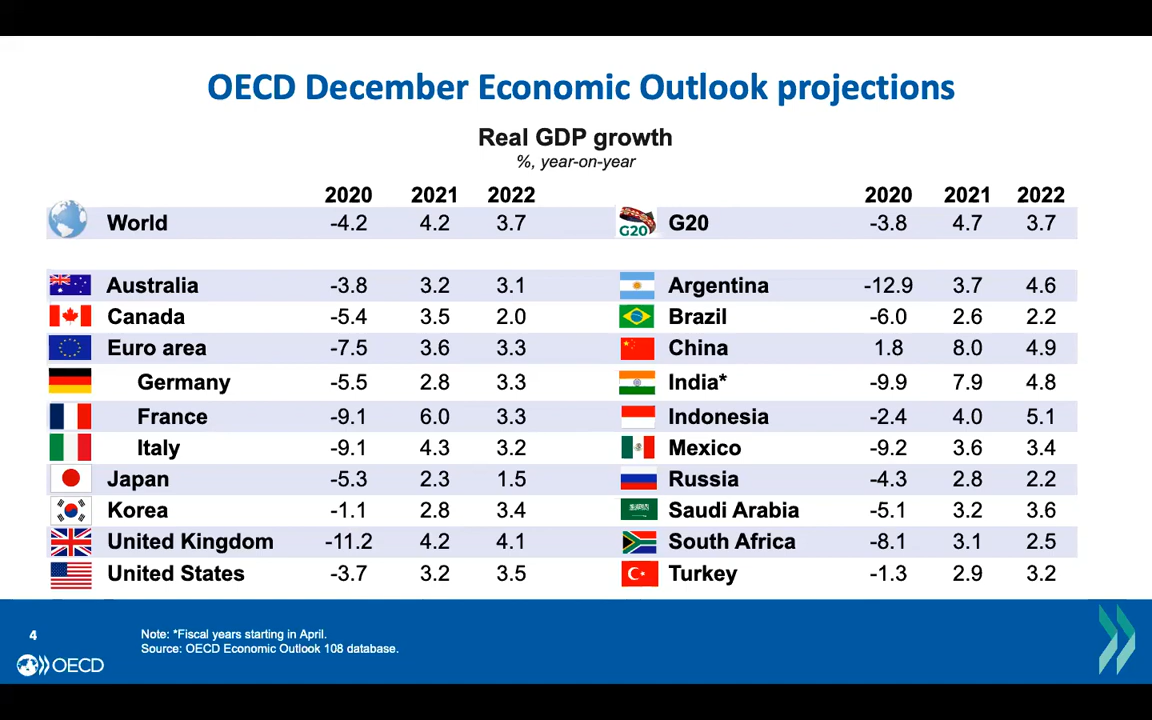 OECD December Economic Outlook projections
Real GDP growth
%, year-on-year
2020 2021 2022 2020 2021 2022
World -4.2 4.2 3.7 G20 G20 -3.8 4.7 3.7
Australia -3.8 3.2 3.1 Argentina -12.9 3.7 4.6
Canada -5.4 3.5 2.0 Brazil -6.0 2.6 2.2
Euro area -7.5 3.6 3.3 China 1.8 8.0 4.9
Germany -5.5 2.8 3.3 India* -9.9 7.9 4.8
France -9.1 6.0 3.3 Indonesia -2.4 4.0 5.1
Italy -9.1 4.3 3.2 Mexico -9.2 3.6 3.4
Japan -5.3 2.3 1.5 Russia -4.3 2.8 2.2
Korea -1.1 2.8 3.4 Saudi Arabia -5.1 3.2 3.6
United Kingdom -11.2 4.2 4.1 South Africa -8.1 3.1 2.5
United States -3.7 3.2 3.5 Turkey -1.3 2.9 3.2
4
Note: *Fiscal years starting in April.
Source: OECD Economic Outlook 108 database.
OECD